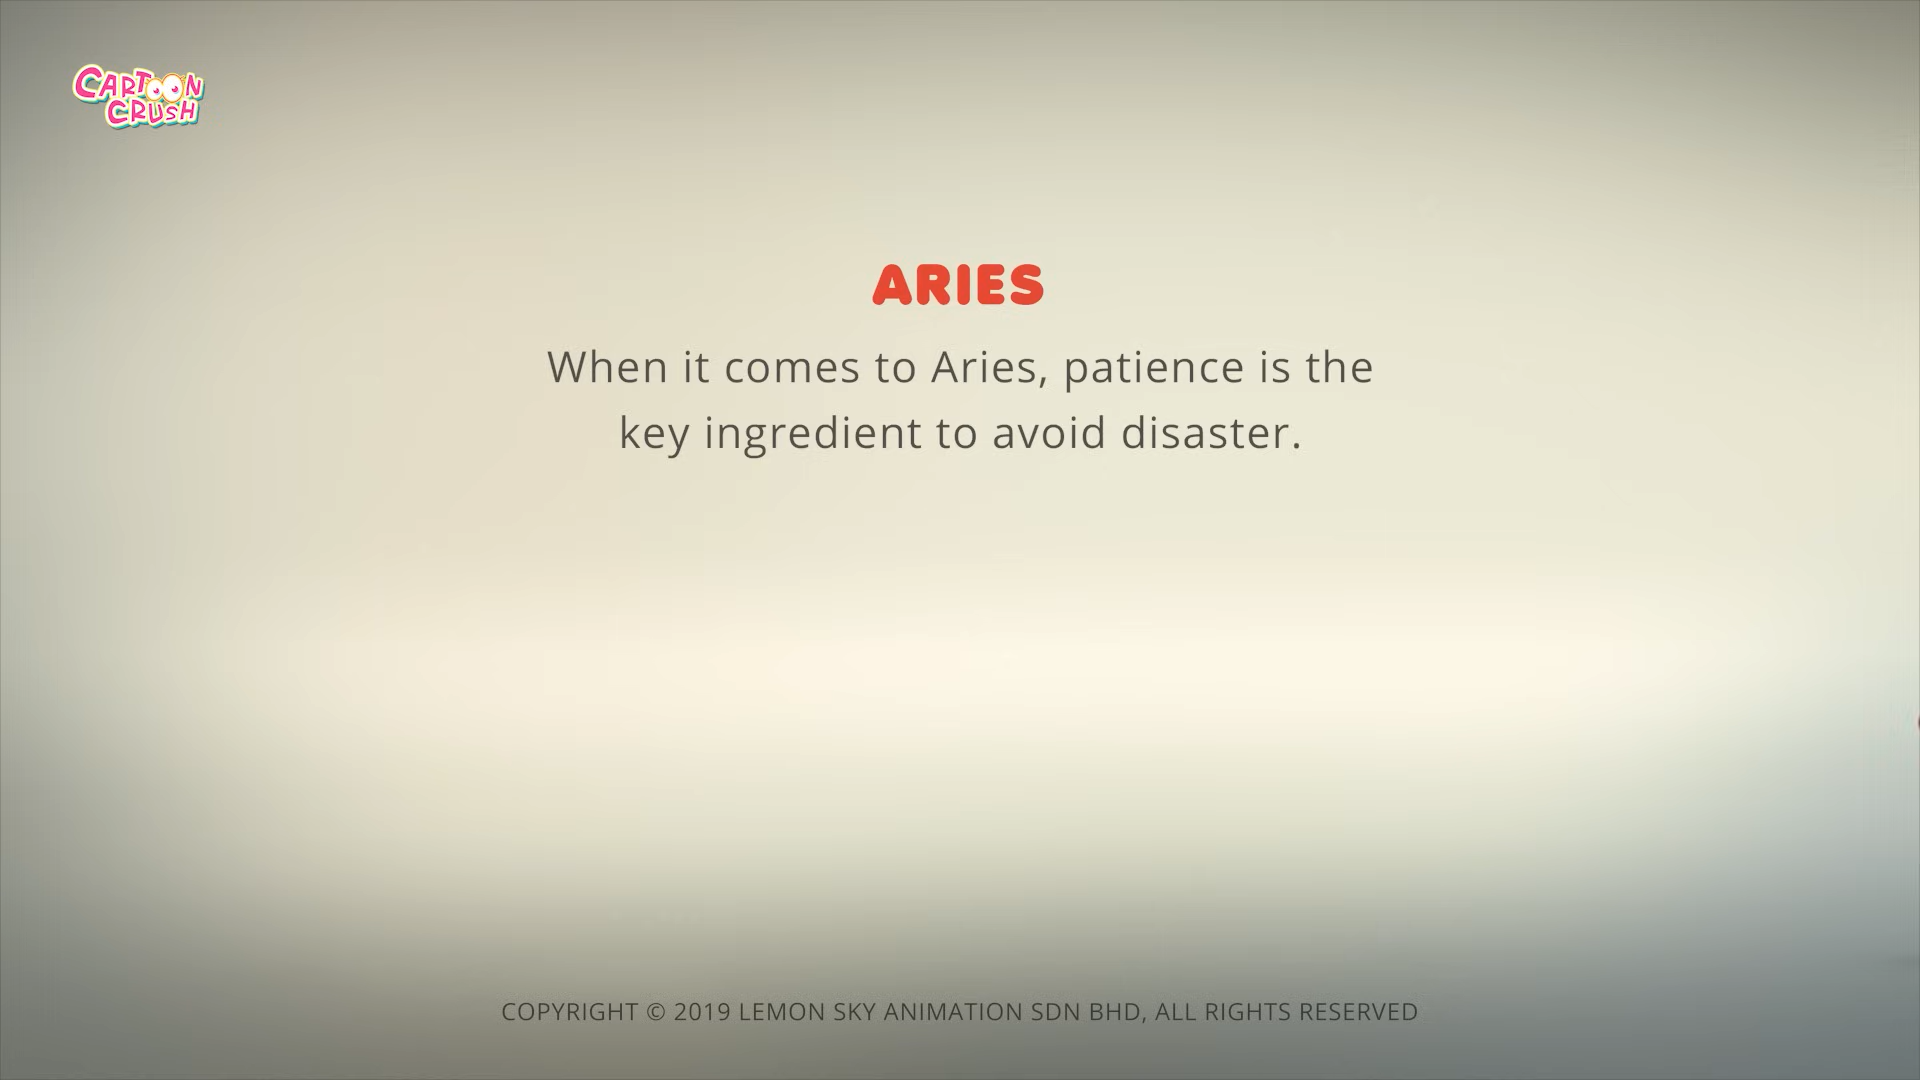 CARTOON
CRUSH
ARIES
When it comes to Aries, patience is the
key ingredient to avoid disaster.
COPYRIGHT © 2019 LEMON SKY ANIMATION SDN BHD, ALL RIGHTS RESERVED